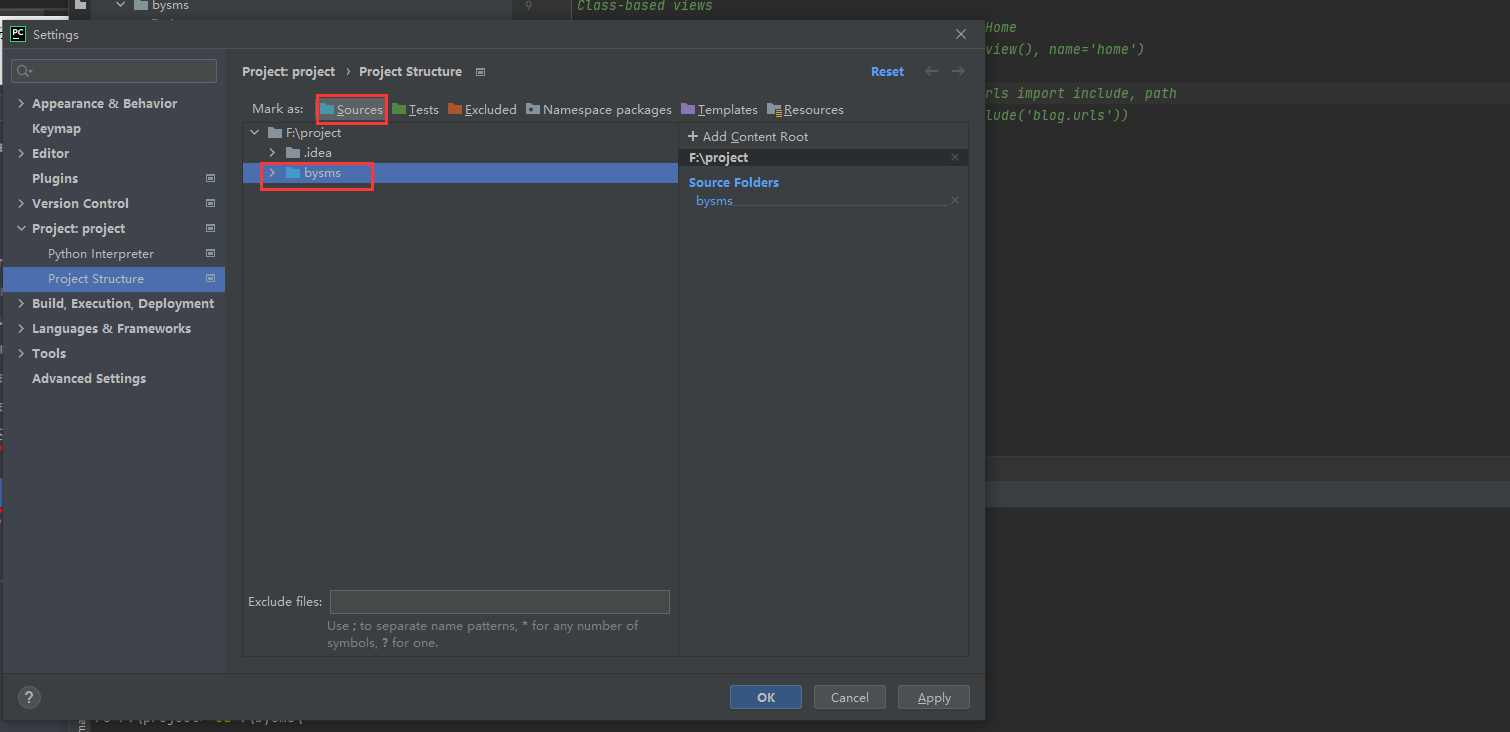 bysms
9
Class-based views
PC
Settings
Home
view(), name='home')
Project: project › Project Structure
Reset
Mark as: Sources Tests Excluded Namespace packages Templates Resources
rls import include, path
lude('blog.urls'))
Appearance & Behavior
Keymap
Editor
Plugins
Version Control
Project: project
Python Interpreter
Project Structure
Build, Execution, Deployment
Languages & Frameworks
Tools
Advanced Settings
F:\project
.idea
bysms
+ Add Content Root
F:\project
Source Folders
bysms
Exclude files:
Use ; to separate name patterns, * for any number of
symbols, ? for one.
?
OK
Cancel
Apply